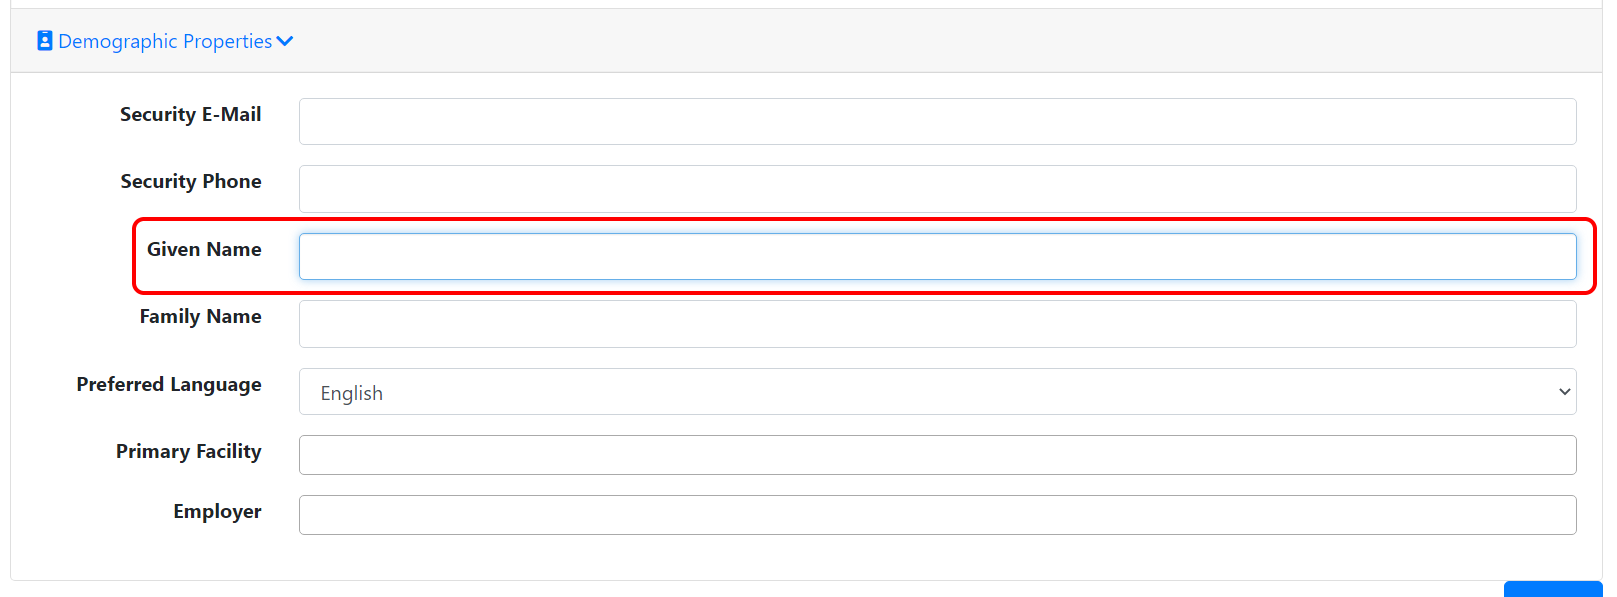 Demographic Properties
Security E-Mail
Security Phone
Given Name
Family Name
Preferred Language
English
Primary Facility
Employer